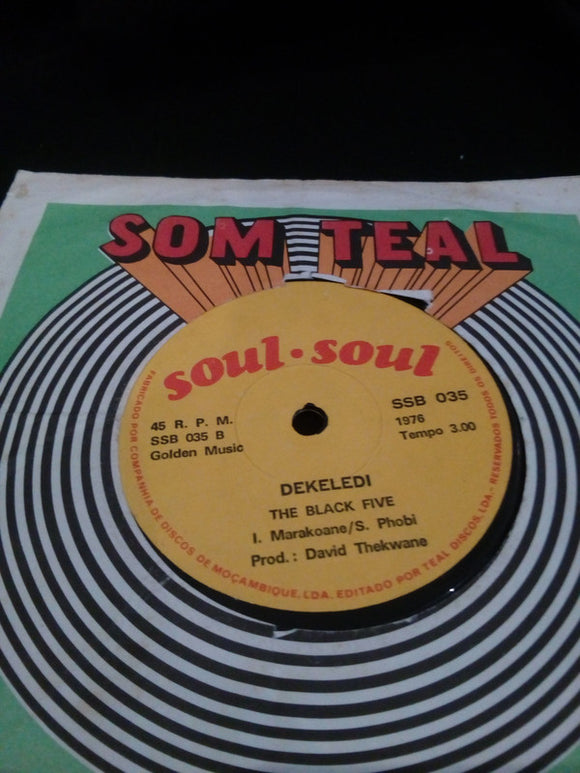 SOM TEAL
soul·soul
45 R. P. M.
SSB 035 B
Golden Music
SSB 035
1976
Tempo 3.00
DEKELEDI
THE BLACK FIVE
I. Marakoane/S. Phobi
Prod.: David Thekwane
FABRICADO POR COMPANHIA DE DISCOS DE MOÇAMBIQUE, LDA. EDITADO POR TEAL DISCOS, LDA.-RESERVADOS TODOS OS DIREITOS